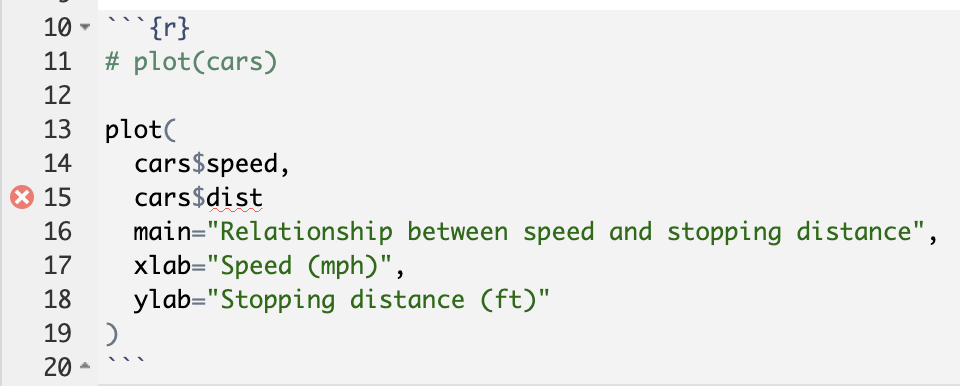 10 ```{r}
11 # plot(cars)
12
13 plot(
14 cars$speed,
15 cars$dist
16 main="Relationship between speed and stopping distance",
17 xlab="Speed (mph)",
18 ylab="Stopping distance (ft)"
19 )
20 ```